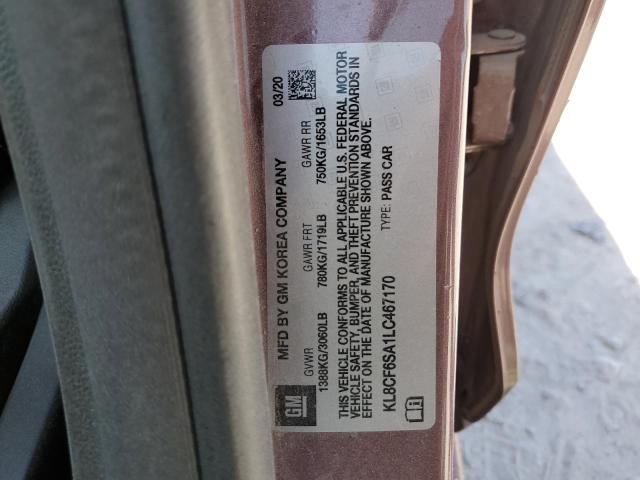 MFD BY GM KOREA COMPANY 03/20
GVWR GAWR FRT GAWR RR
1388KG/3060LB 780KG/1719LB 750KG/1653LB
THIS VEHICLE CONFORMS TO ALL APPLICABLE U.S. FEDERAL MOTOR
VEHICLE SAFETY, BUMPER, AND THEFT PREVENTION STANDARDS IN
EFFECT ON THE DATE OF MANUFACTURE SHOWN ABOVE.
TYPE: PASS CAR
KL8CF6SA1LC467170
GM